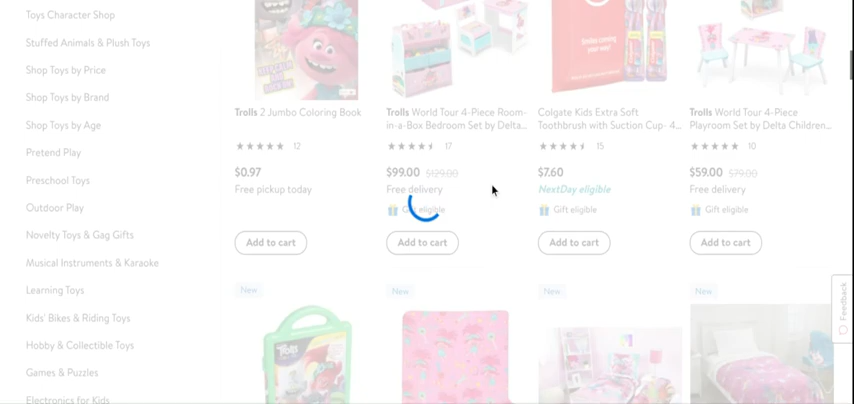 Toys Character Shop
Stuffed Animals & Plush Toys
Shop Toys by Price
Shop Toys by Brand
Shop Toys by Age
Pretend Play
Preschool Toys
Outdoor Play
Novelty Toys & Gag Gifts
Musical Instruments & Karaoke
Learning Toys
Kids' Bikes & Riding Toys
Hobby & Collectible Toys
Games & Puzzles
Electronics for Kids
Trolls 2 Jumbo Coloring Book
12
$0.97
Free pickup today
Add to cart
Trolls World Tour 4-Piece Room-
in-a-Box Bedroom Set by Delta...
17
$99.00 $129.00
Free delivery
eligible
Add to cart
Colgate Kids Extra Soft
Toothbrush with Suction Cup- 4...
15
$7.60
NextDay eligible
Gift eligible
Add to cart
Trolls World Tour 4-Piece
Playroom Set by Delta Children...
10
$59.00 $79.00
Free delivery
Gift eligible
Add to cart
New
New
New
New
Trolls
Feedback